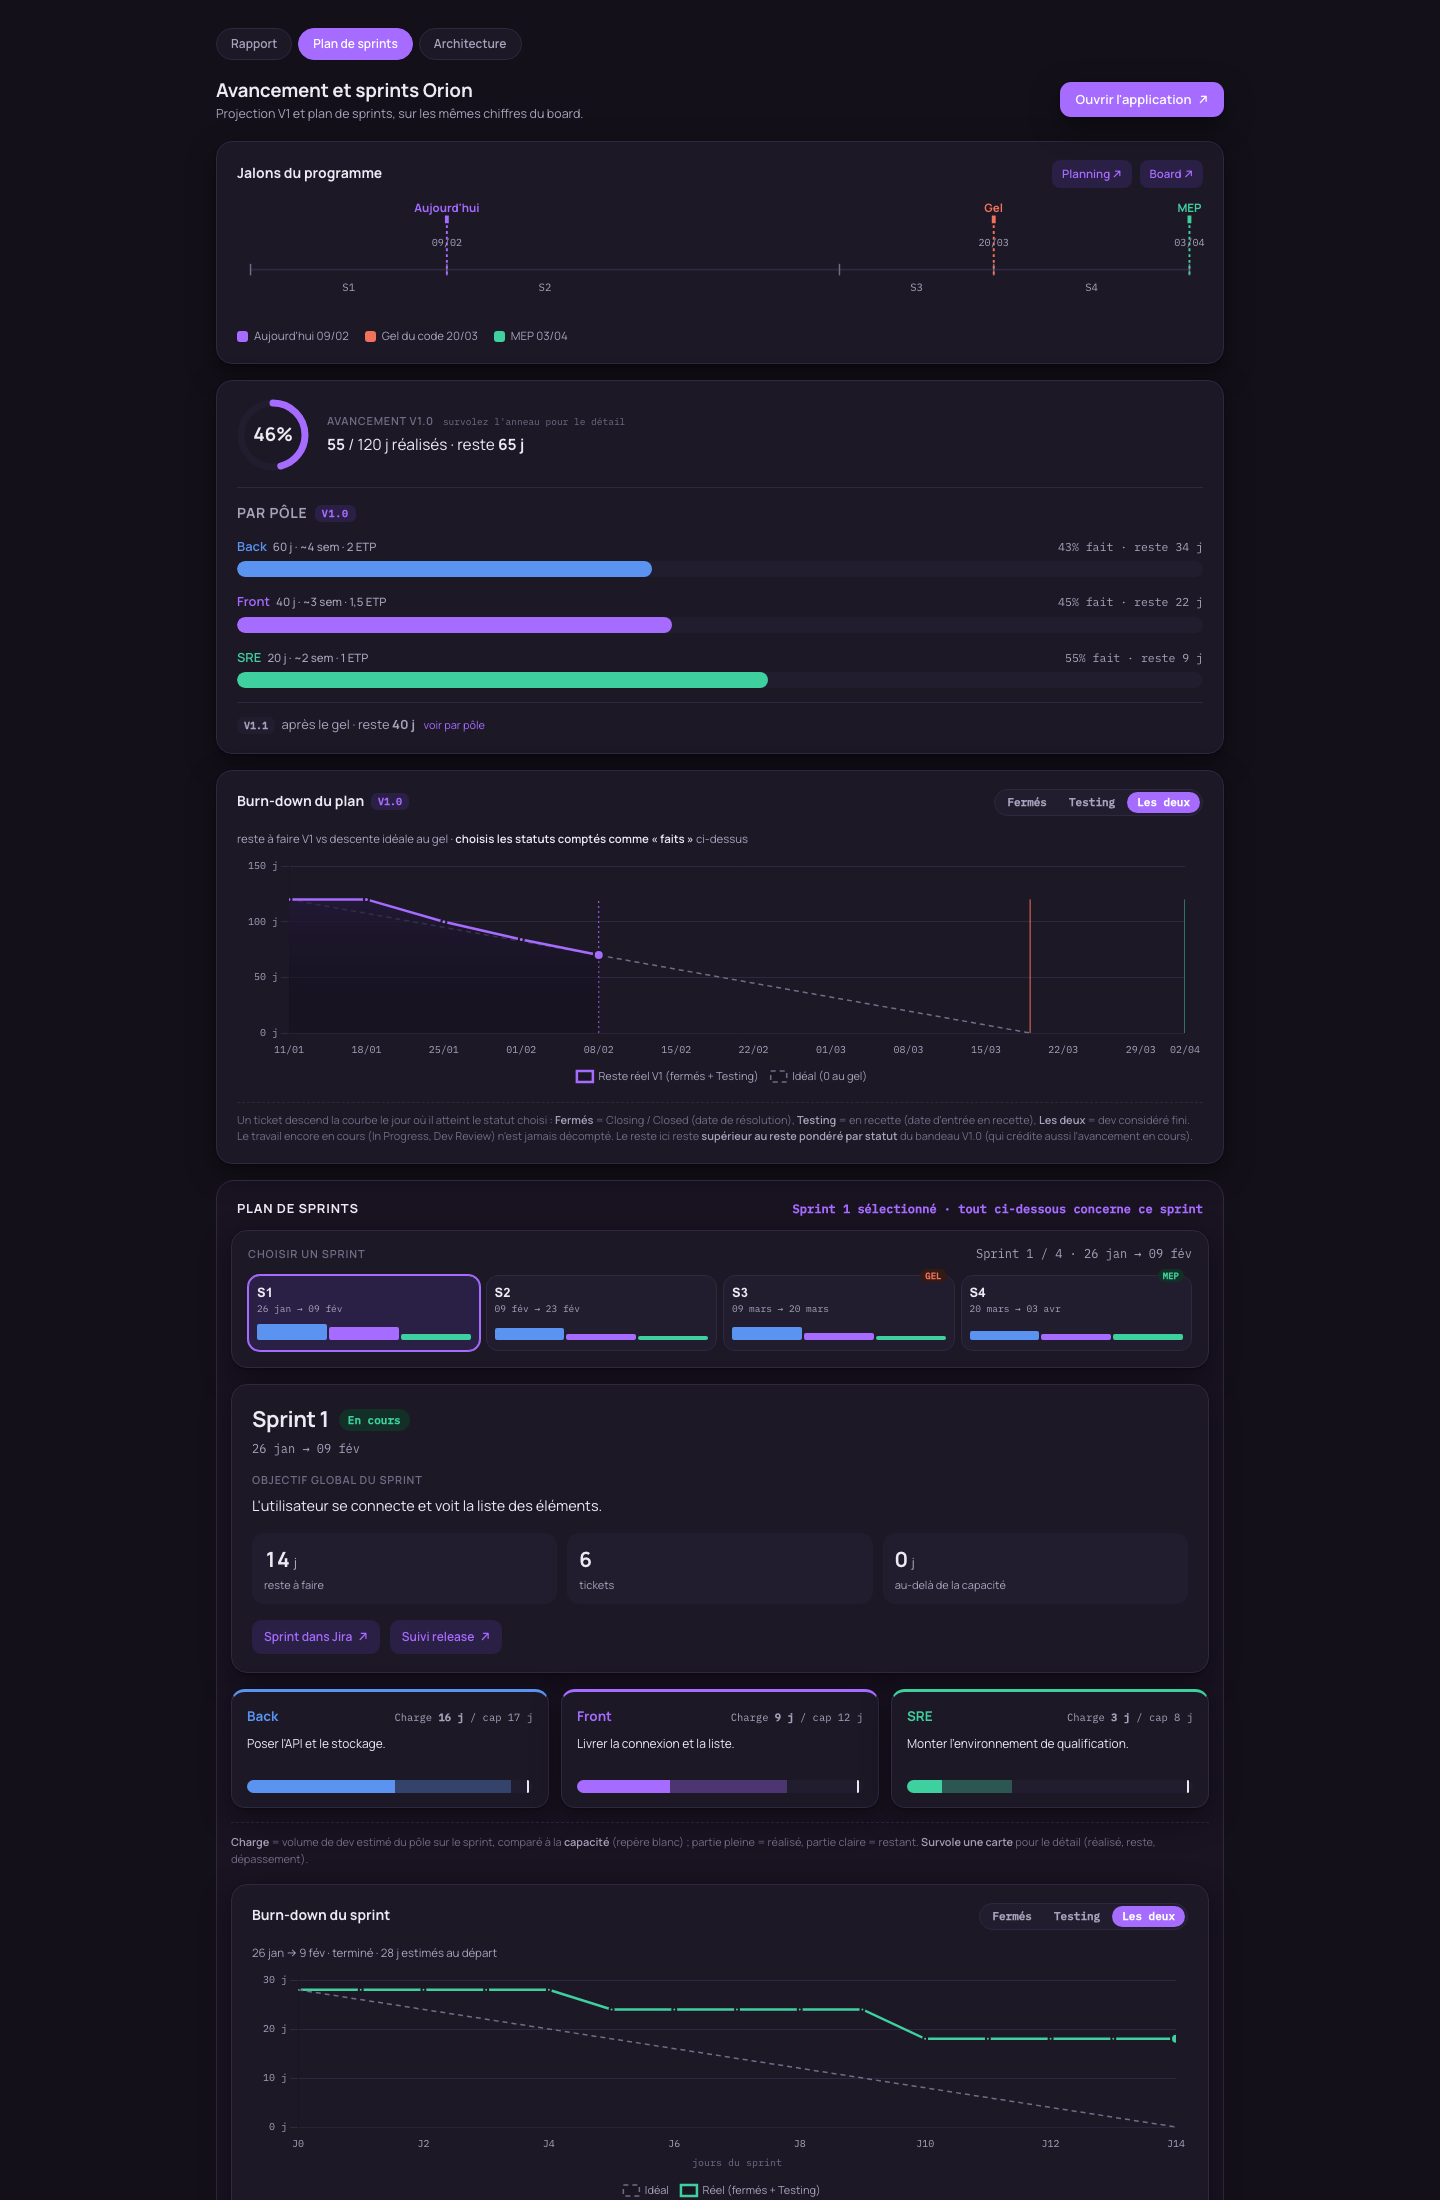 Rapport
Plan de sprints
Architecture
Avancement et sprints Orion
Projection V1 et plan de sprints, sur les mêmes chiffres du board.
Ouvrir l'application ↗
Jalons du programme
Planning ↗
Board ↗
Aujourd'hui
Gel
MEP
09/02
20/03
03/04
S1
S2
S3
S4
Aujourd'hui 09/02
Gel du code 20/03
MEP 03/04
46%
AVANCEMENT V1.0 survolez l'anneau pour le détail
55 / 120 j réalisés · reste 65 j
PAR PÔLE V1.0
Back 60 j · ~4 sem · 2 ETP
43% fait · reste 34 j
Front 40 j · ~3 sem · 1,5 ETP
45% fait · reste 22 j
SRE 20 j · ~2 sem · 1 ETP
55% fait · reste 9 j
V1.1 après le gel · reste 40 j voir par pôle
Burn-down du plan V1.0
Fermés
Testing
Les deux
reste à faire V1 vs descente idéale au gel · choisis les statuts comptés comme « faits » ci-dessus
150 j
100 j
50 j
0 j
11/01
18/01
25/01
01/02
08/02
15/02
22/02
01/03
08/03
15/03
22/03
29/03
02/04
Reste réel V1 (fermés + Testing)
Idéal (0 au gel)
Un ticket descend la courbe le jour où il atteint le statut choisi : Fermés = Closing / Closed (date de résolution), Testing = en recette (date d'entrée en recette), Les deux = dev considéré fini.
Le travail encore en cours (In Progress, Dev Review) n'est jamais décompté. Le reste ici reste supérieur au reste pondéré par statut du bandeau V1.0 (qui crédite aussi l'avancement en cours).
PLAN DE SPRINTS
Sprint 1 sélectionné · tout ci-dessous concerne ce sprint
CHOISIR UN SPRINT
Sprint 1 / 4 · 26 jan → 09 fév
S1
26 jan → 09 fév
S2
09 fév → 23 fév
GEL
S3
09 mars → 20 mars
MEP
S4
20 mars → 03 avr
Sprint 1
En cours
26 jan → 09 fév
OBJECTIF GLOBAL DU SPRINT
L'utilisateur se connecte et voit la liste des éléments.
14 j
reste à faire
6
tickets
0 j
au-delà de la capacité
Sprint dans Jira ↗
Suivi release ↗
Back
Charge 16 j / cap 17 j
Poser l'API et le stockage.
Front
Charge 9 j / cap 12 j
Livrer la connexion et la liste.
SRE
Charge 3 j / cap 8 j
Monter l'environnement de qualification.
Charge = volume de dev estimé du pôle sur le sprint, comparé à la capacité (repère blanc) ; partie pleine = réalisé, partie claire = restant. Survole une carte pour le détail (réalisé, reste,
dépassement).
Burn-down du sprint
Fermés
Testing
Les deux
26 jan → 9 fév · terminé · 28 j estimés au départ
30 j
20 j
10 j
0 j
J0
J2
J4
J6
J8
J10
J12
J14
jours du sprint
Idéal
Réel (fermés + Testing)